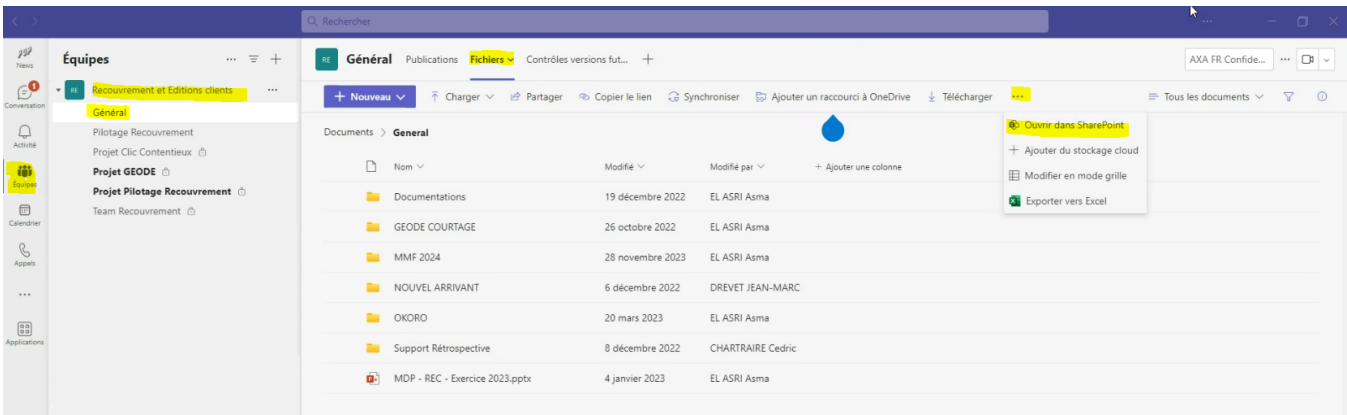 Rechercher
News
1
Conversation
Activité
Équipes
Calendrier
Appels
Applications
Équipes
RE Recouvrement et Editions clients
Général
Pilotage Recouvrement
Projet Clic Contentieux
Projet GEODE
Projet Pilotage Recouvrement
Team Recouvrement
RE Général Publications Fichiers Contrôles versions fut... AXA FR Confide...
Nouveau Charger Partager Copier le lien Synchroniser Ajouter un raccourci à OneDrive Télécharger ... Tous les documents
Ouvrir dans SharePoint
Ajouter du stockage cloud
Modifier en mode grille
Exporter vers Excel
Documents > General
Nom Modifié Modifié par + Ajouter une colonne
Documentations 19 décembre 2022 EL ASRI Asma
GEODE COURTAGE 26 octobre 2022 EL ASRI Asma
MMF 2024 28 novembre 2023 EL ASRI Asma
NOUVEL ARRIVANT 6 décembre 2022 DREVET JEAN-MARC
OKORO 20 mars 2023 EL ASRI Asma
Support Rétrospective 8 décembre 2022 CHARTRAIRE Cedric
MDP - REC - Exercice 2023.pptx 4 janvier 2023 EL ASRI Asma